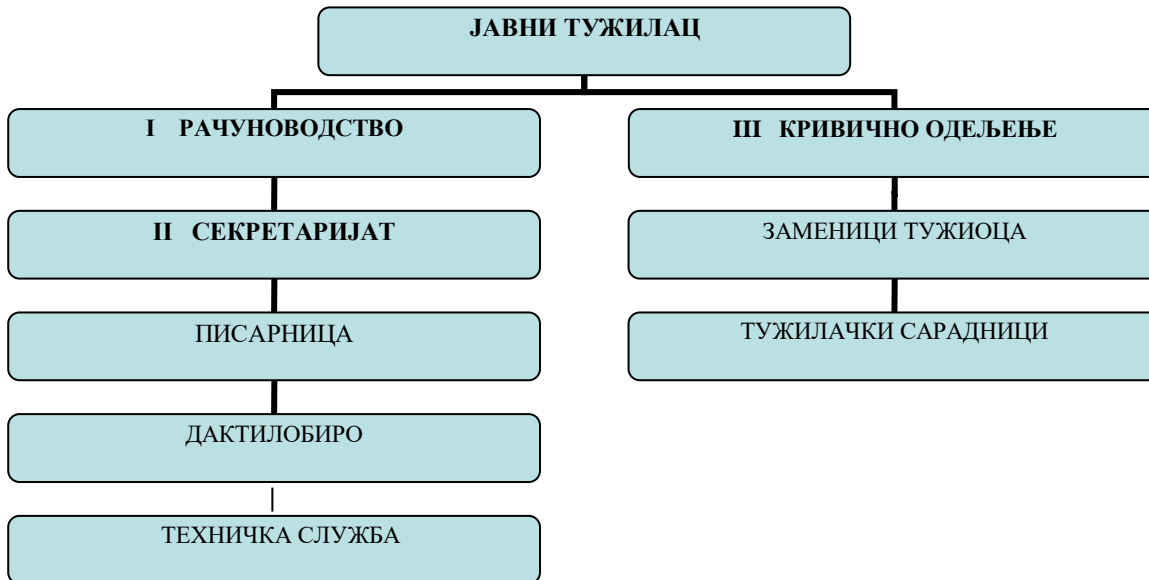 ЈАВНИ ТУЖИЛАЦ
I РАЧУНОВОДСТВО
II СЕКРЕТАРИЈАТ
ПИСАРНИЦА
ДАКТИЛОБИРО
ТЕХНИЧКА СЛУЖБА
III КРИВИЧНО ОДЕЉЕЊЕ
ЗАМЕНИЦИ ТУЖИОЦА
ТУЖИЛАЧКИ САРАДНИЦИ